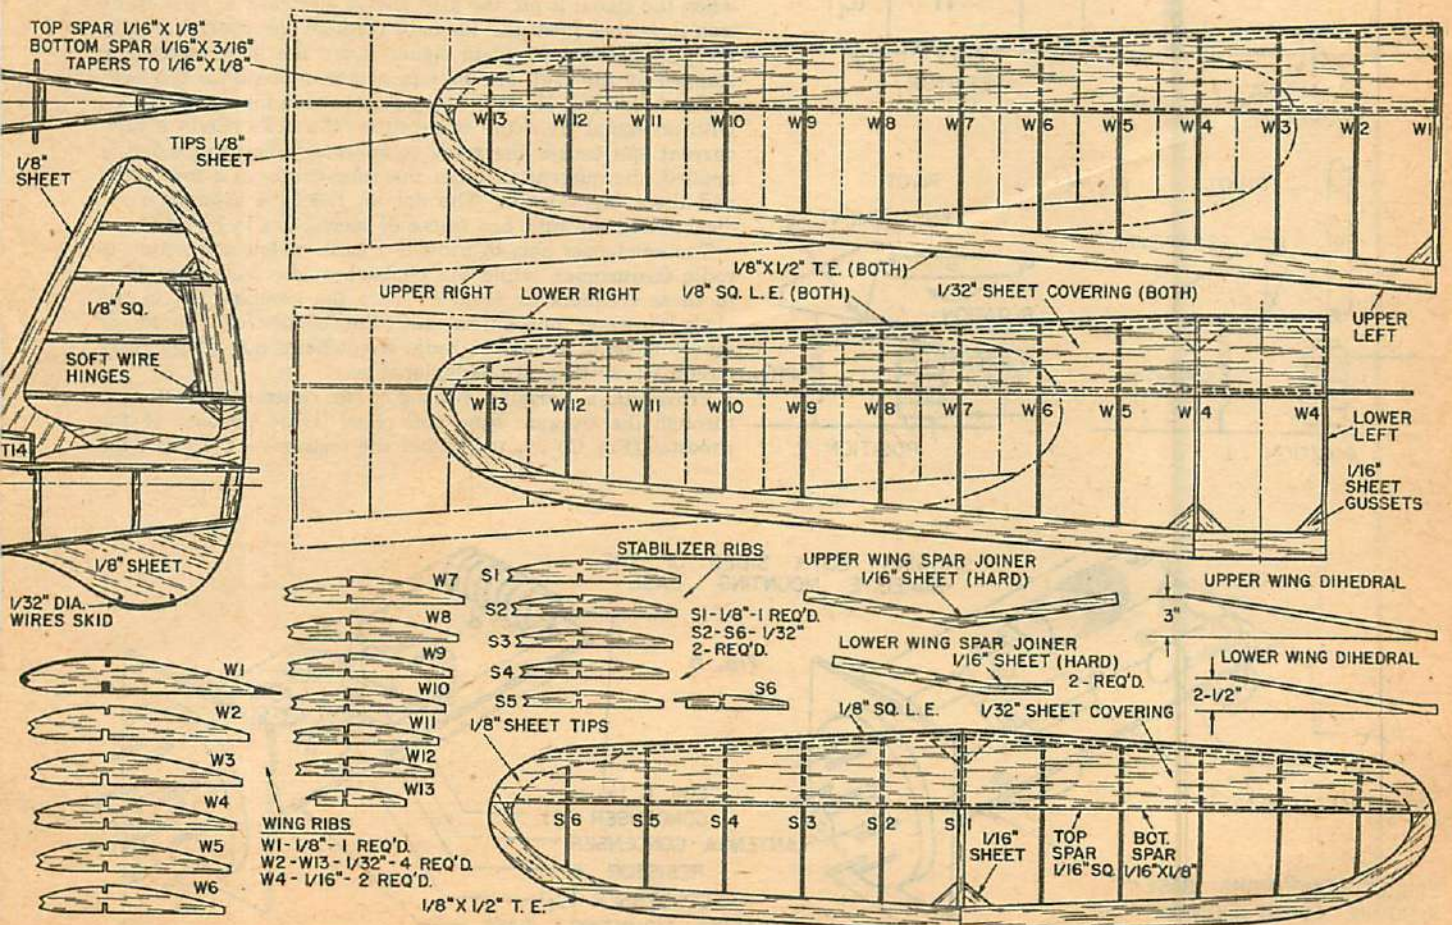 TOP SPAR 1/16" X 1/8"
BOTTOM SPAR 1/16" X 3/16"
TAPERS TO 1/16" X 1/8"
TIPS 1/8"
SHEET
1/8"
SHEET
1/8" SQ.
SOFT WIRE
HINGES
T14
1/8" SHEET
1/32" DIA.
WIRES SKID
W13 W12 W11 W10 W9 W8 W7 W6 W5 W4 W3 W2 W1
1/8" X 1/2" T.E. (BOTH)
UPPER RIGHT
LOWER RIGHT
1/8" SQ. L.E. (BOTH)
1/32" SHEET COVERING (BOTH)
UPPER
LEFT
W13 W12 W11 W10 W9 W8 W7 W6 W5 W4 W4
LOWER
LEFT
1/16"
SHEET
GUSSETS
W7
W8
W9
W10
W11
W12
W13
W1
W2
W3
W4
W5
W6
WING RIBS
W1-1/8"-1 REQ'D.
W2-W13-1/32"-4 REQ'D.
W4-1/16"-2 REQ'D.
STABILIZER RIBS
S1
S2
S3
S4
S5
S6
S1-1/8"-1 REQ'D.
S2-S6-1/32"
2-REQ'D.
UPPER WING SPAR JOINER
1/16" SHEET (HARD)
LOWER WING SPAR JOINER
1/16" SHEET (HARD)
2-REQ'D.
UPPER WING DIHEDRAL
3"
LOWER WING DIHEDRAL
2-1/2"
1/8" SHEET TIPS
1/8" SQ. L.E.
1/32" SHEET COVERING
S6 S5 S4 S3 S2 S1
1/16"
SHEET
TOP
SPAR
1/16" SQ.
BOT.
SPAR
1/16"X1/8"
1/8" X 1/2" T.E.